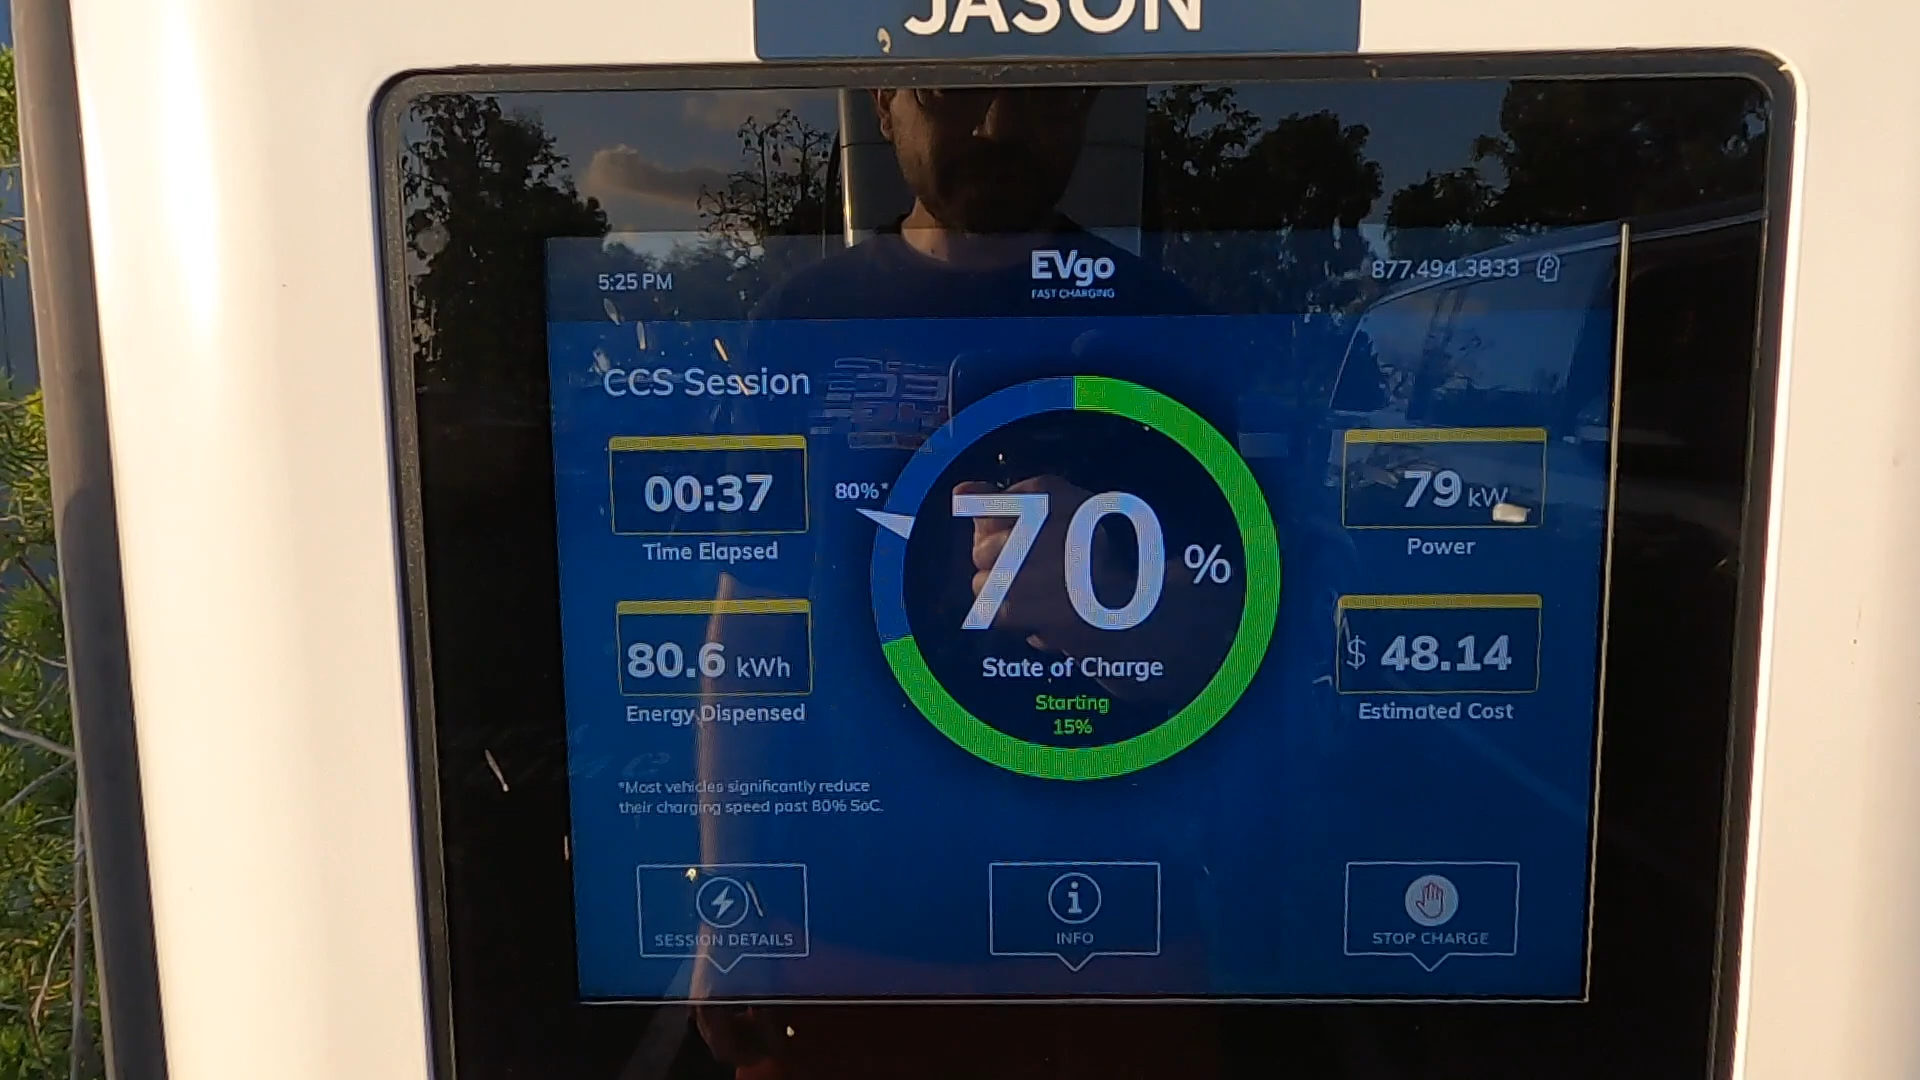 JASON
5:25 PM
EVgo
FAST CHARGING
877.494.3833
CCS Session
00:37
Time Elapsed
80%*
70%
State of Charge
Starting
15%
79 kW
Power
80.6 kWh
Energy Dispensed
$ 48.14
Estimated Cost
*Most vehicles significantly reduce
their charging speed past 80% SoC.
SESSION DETAILS
INFO
STOP CHARGE